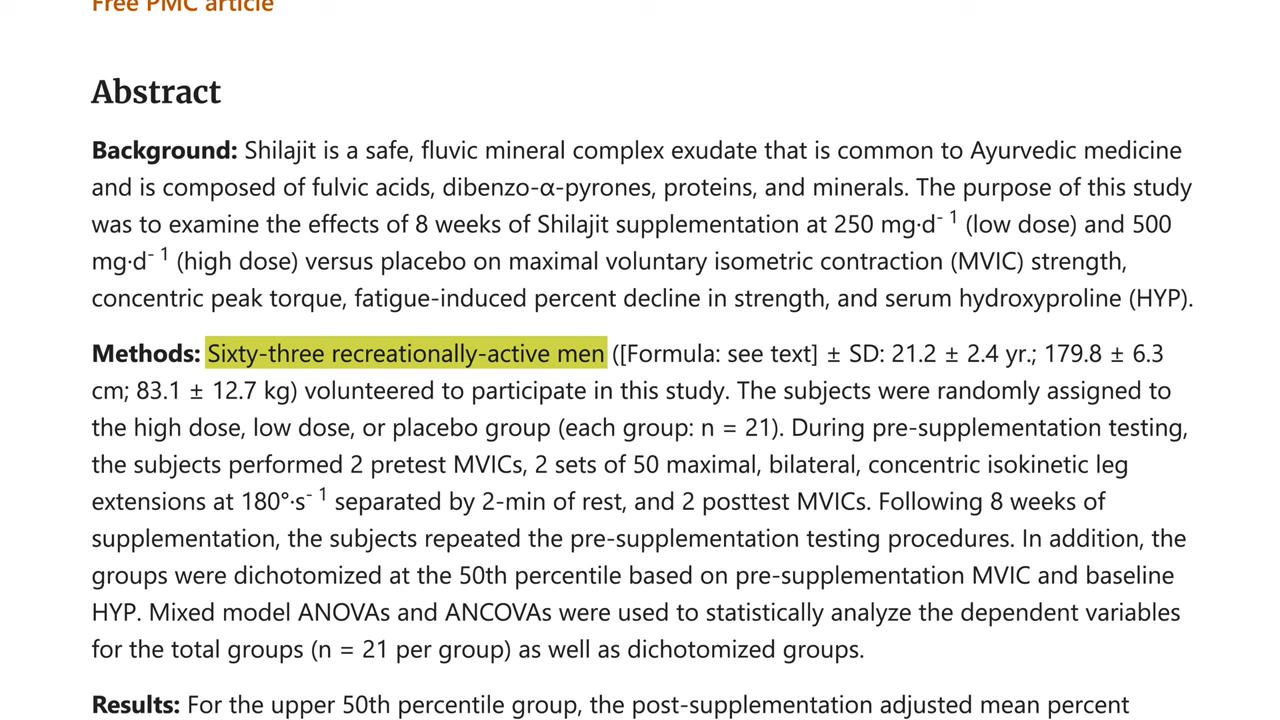 Free PMC article
Abstract
Background: Shilajit is a safe, fluvic mineral complex exudate that is common to Ayurvedic medicine
and is composed of fulvic acids, dibenzo-α-pyrones, proteins, and minerals. The purpose of this study
was to examine the effects of 8 weeks of Shilajit supplementation at 250 mg·d- 1 (low dose) and 500
mg·d- 1 (high dose) versus placebo on maximal voluntary isometric contraction (MVIC) strength,
concentric peak torque, fatigue-induced percent decline in strength, and serum hydroxyproline (HYP).
Methods: Sixty-three recreationally-active men ([Formula: see text] ± SD: 21.2 ± 2.4 yr.; 179.8 ± 6.3
cm; 83.1 ± 12.7 kg) volunteered to participate in this study. The subjects were randomly assigned to
the high dose, low dose, or placebo group (each group: n = 21). During pre-supplementation testing,
the subjects performed 2 pretest MVICs, 2 sets of 50 maximal, bilateral, concentric isokinetic leg
extensions at 180°·s- 1 separated by 2-min of rest, and 2 posttest MVICs. Following 8 weeks of
supplementation, the subjects repeated the pre-supplementation testing procedures. In addition, the
groups were dichotomized at the 50th percentile based on pre-supplementation MVIC and baseline
HYP. Mixed model ANOVAs and ANCOVAs were used to statistically analyze the dependent variables
for the total groups (n = 21 per group) as well as dichotomized groups.
Results: For the upper 50th percentile group, the post-supplementation adjusted mean percent